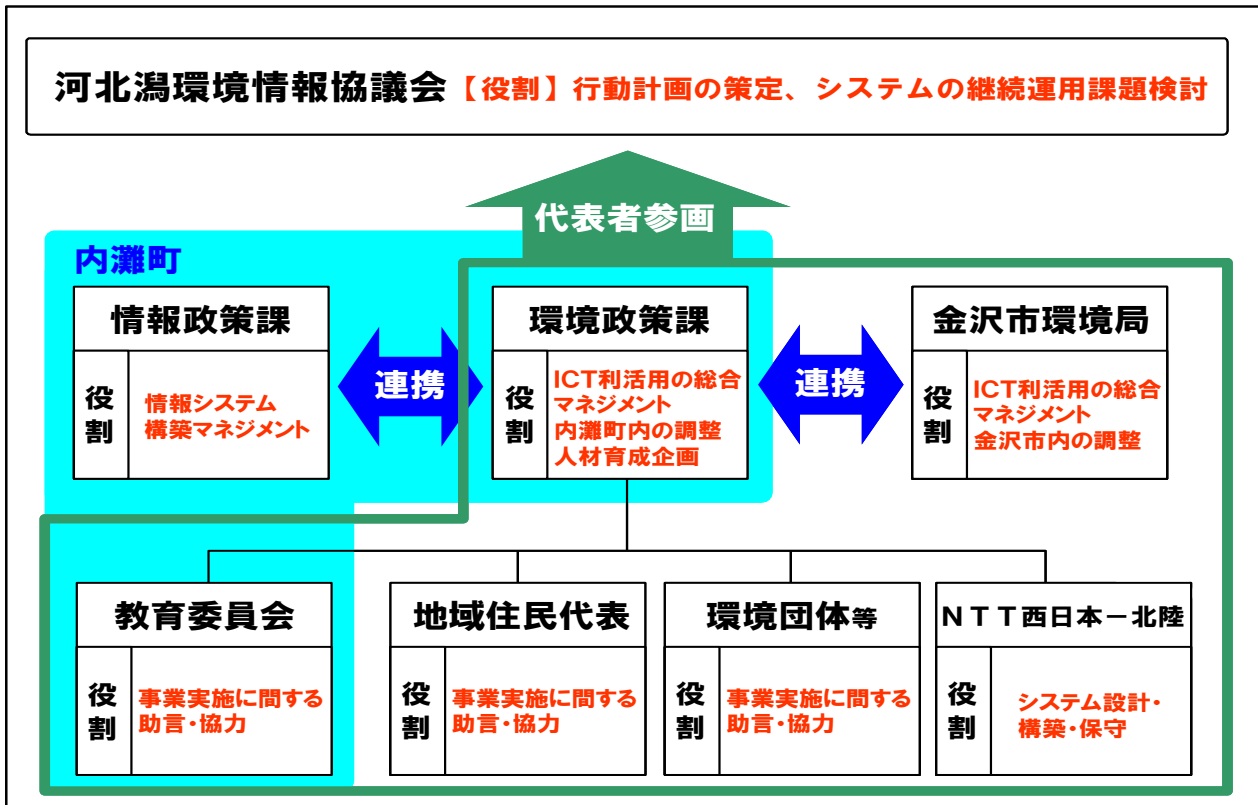 河北潟環境情報協議会【役割】行動計画の策定、システムの継続運用課題検討
代表者参画
内灘町
情報政策課
役割
情報システム
構築マネジメント
連携
環境政策課
役割
ICT利活用の総合
マネジメント
内灘町内の調整
人材育成企画
連携
金沢市環境局
役割
ICT利活用の総合
マネジメント
金沢市内の調整
教育委員会
役割
事業実施に関する
助言・協力
地域住民代表
役割
事業実施に関する
助言・協力
環境団体等
役割
事業実施に関する
助言・協力
NTT西日本－北陸
役割
システム設計・
構築・保守